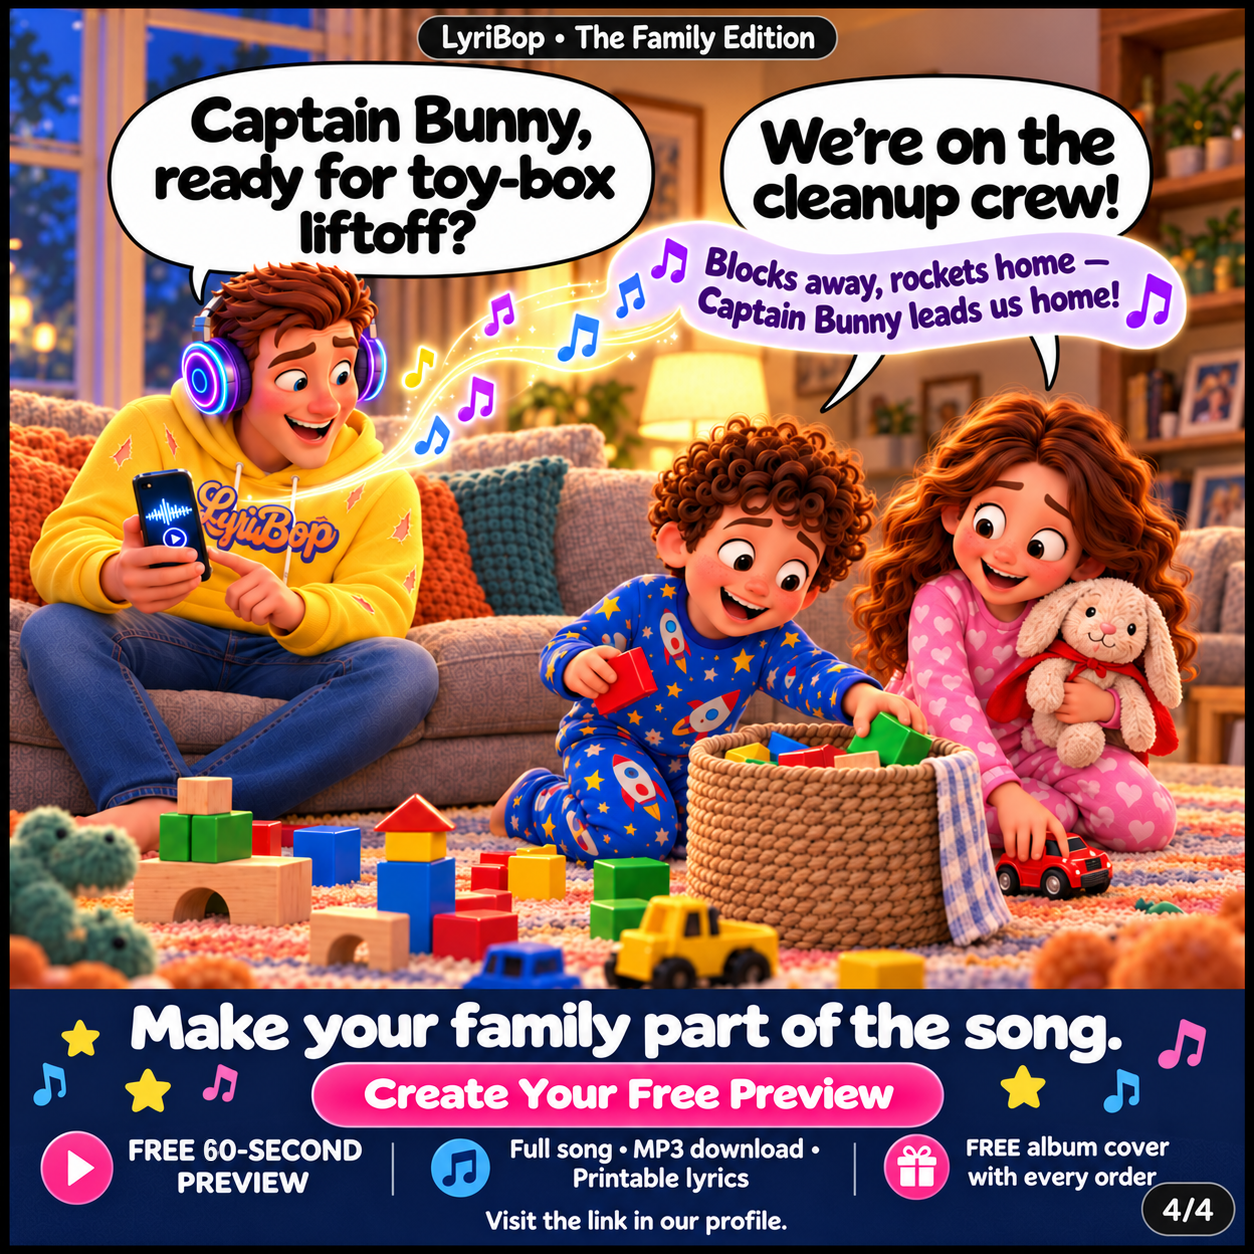 LyriBop • The Family Edition
Captain Bunny,
ready for toy-box
liftoff?
We're on the
cleanup crew!
Blocks away, rockets home –
Captain Bunny leads us home!
LyriBop
Make your family part of the song.
Create Your Free Preview
FREE 60-SECOND
PREVIEW
Full song • MP3 download •
Printable lyrics
FREE album cover
with every order
Visit the link in our profile.
4/4